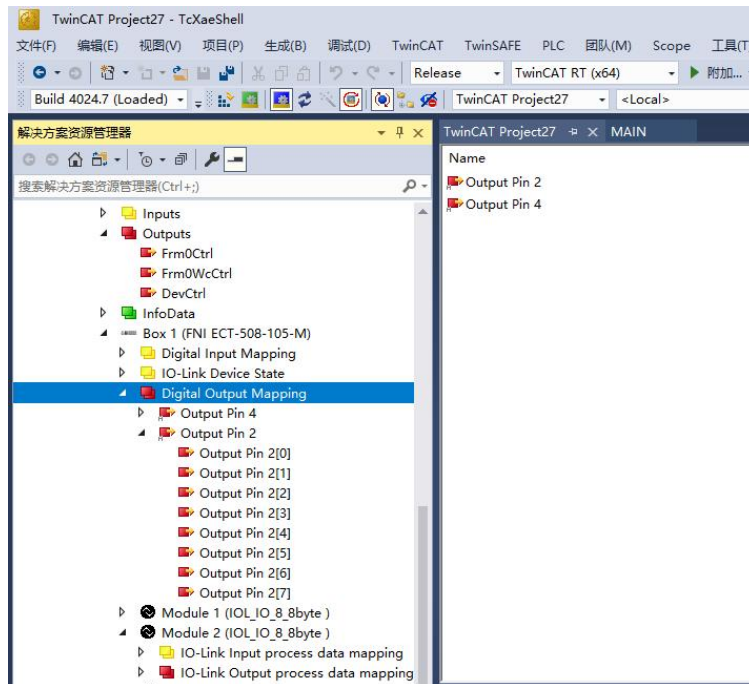 TwinCAT Project27 - TcXaeShell
文件(F) 编辑(E) 视图(V) 项目(P) 生成(B) 调试(D) TwinCAT TwinSAFE PLC 团队(M) Scope 工具(T
Release TwinCAT RT (x64) 附加...
Build 4024.7 (Loaded) TwinCAT Project27 <Local>
解决方案资源管理器
TwinCAT Project27 MAIN
搜索解决方案资源管理器(Ctrl+;)
Name
Output Pin 2
Output Pin 4
Inputs
Outputs
Frm0Ctrl
Frm0WcCtrl
DevCtrl
InfoData
Box 1 (FNI ECT-508-105-M)
Digital Input Mapping
IO-Link Device State
Digital Output Mapping
Output Pin 4
Output Pin 2
Output Pin 2[0]
Output Pin 2[1]
Output Pin 2[2]
Output Pin 2[3]
Output Pin 2[4]
Output Pin 2[5]
Output Pin 2[6]
Output Pin 2[7]
Module 1 (IOL_IO_8_8byte )
Module 2 (IOL_IO_8_8byte )
IO-Link Input process data mapping
IO-Link Output process data mapping